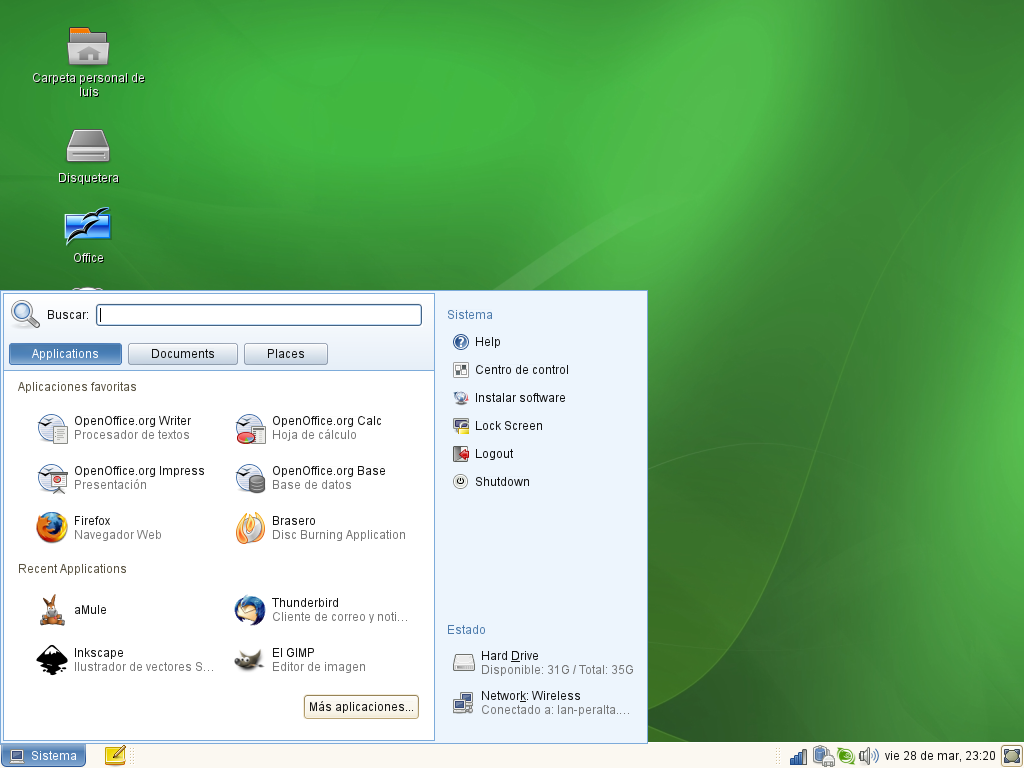 Carpeta personal de
luis
Disquetera
Office
Buscar:
Applications
Documents
Places
Aplicaciones favoritas
OpenOffice.org Writer
Procesador de textos
OpenOffice.org Calc
Hoja de cálculo
OpenOffice.org Impress
Presentación
OpenOffice.org Base
Base de datos
Firefox
Navegador Web
Brasero
Disc Burning Application
Recent Applications
aMule
Thunderbird
Cliente de correo y noti...
Inkscape
Ilustrador de vectores S...
El GIMP
Editor de imagen
Más aplicaciones...
Sistema
Help
Centro de control
Instalar software
Lock Screen
Logout
Shutdown
Estado
Hard Drive
Disponible: 31G / Total: 35G
Network: Wireless
Conectado a: lan-peralta....
Sistema
vie 28 de mar, 23:20